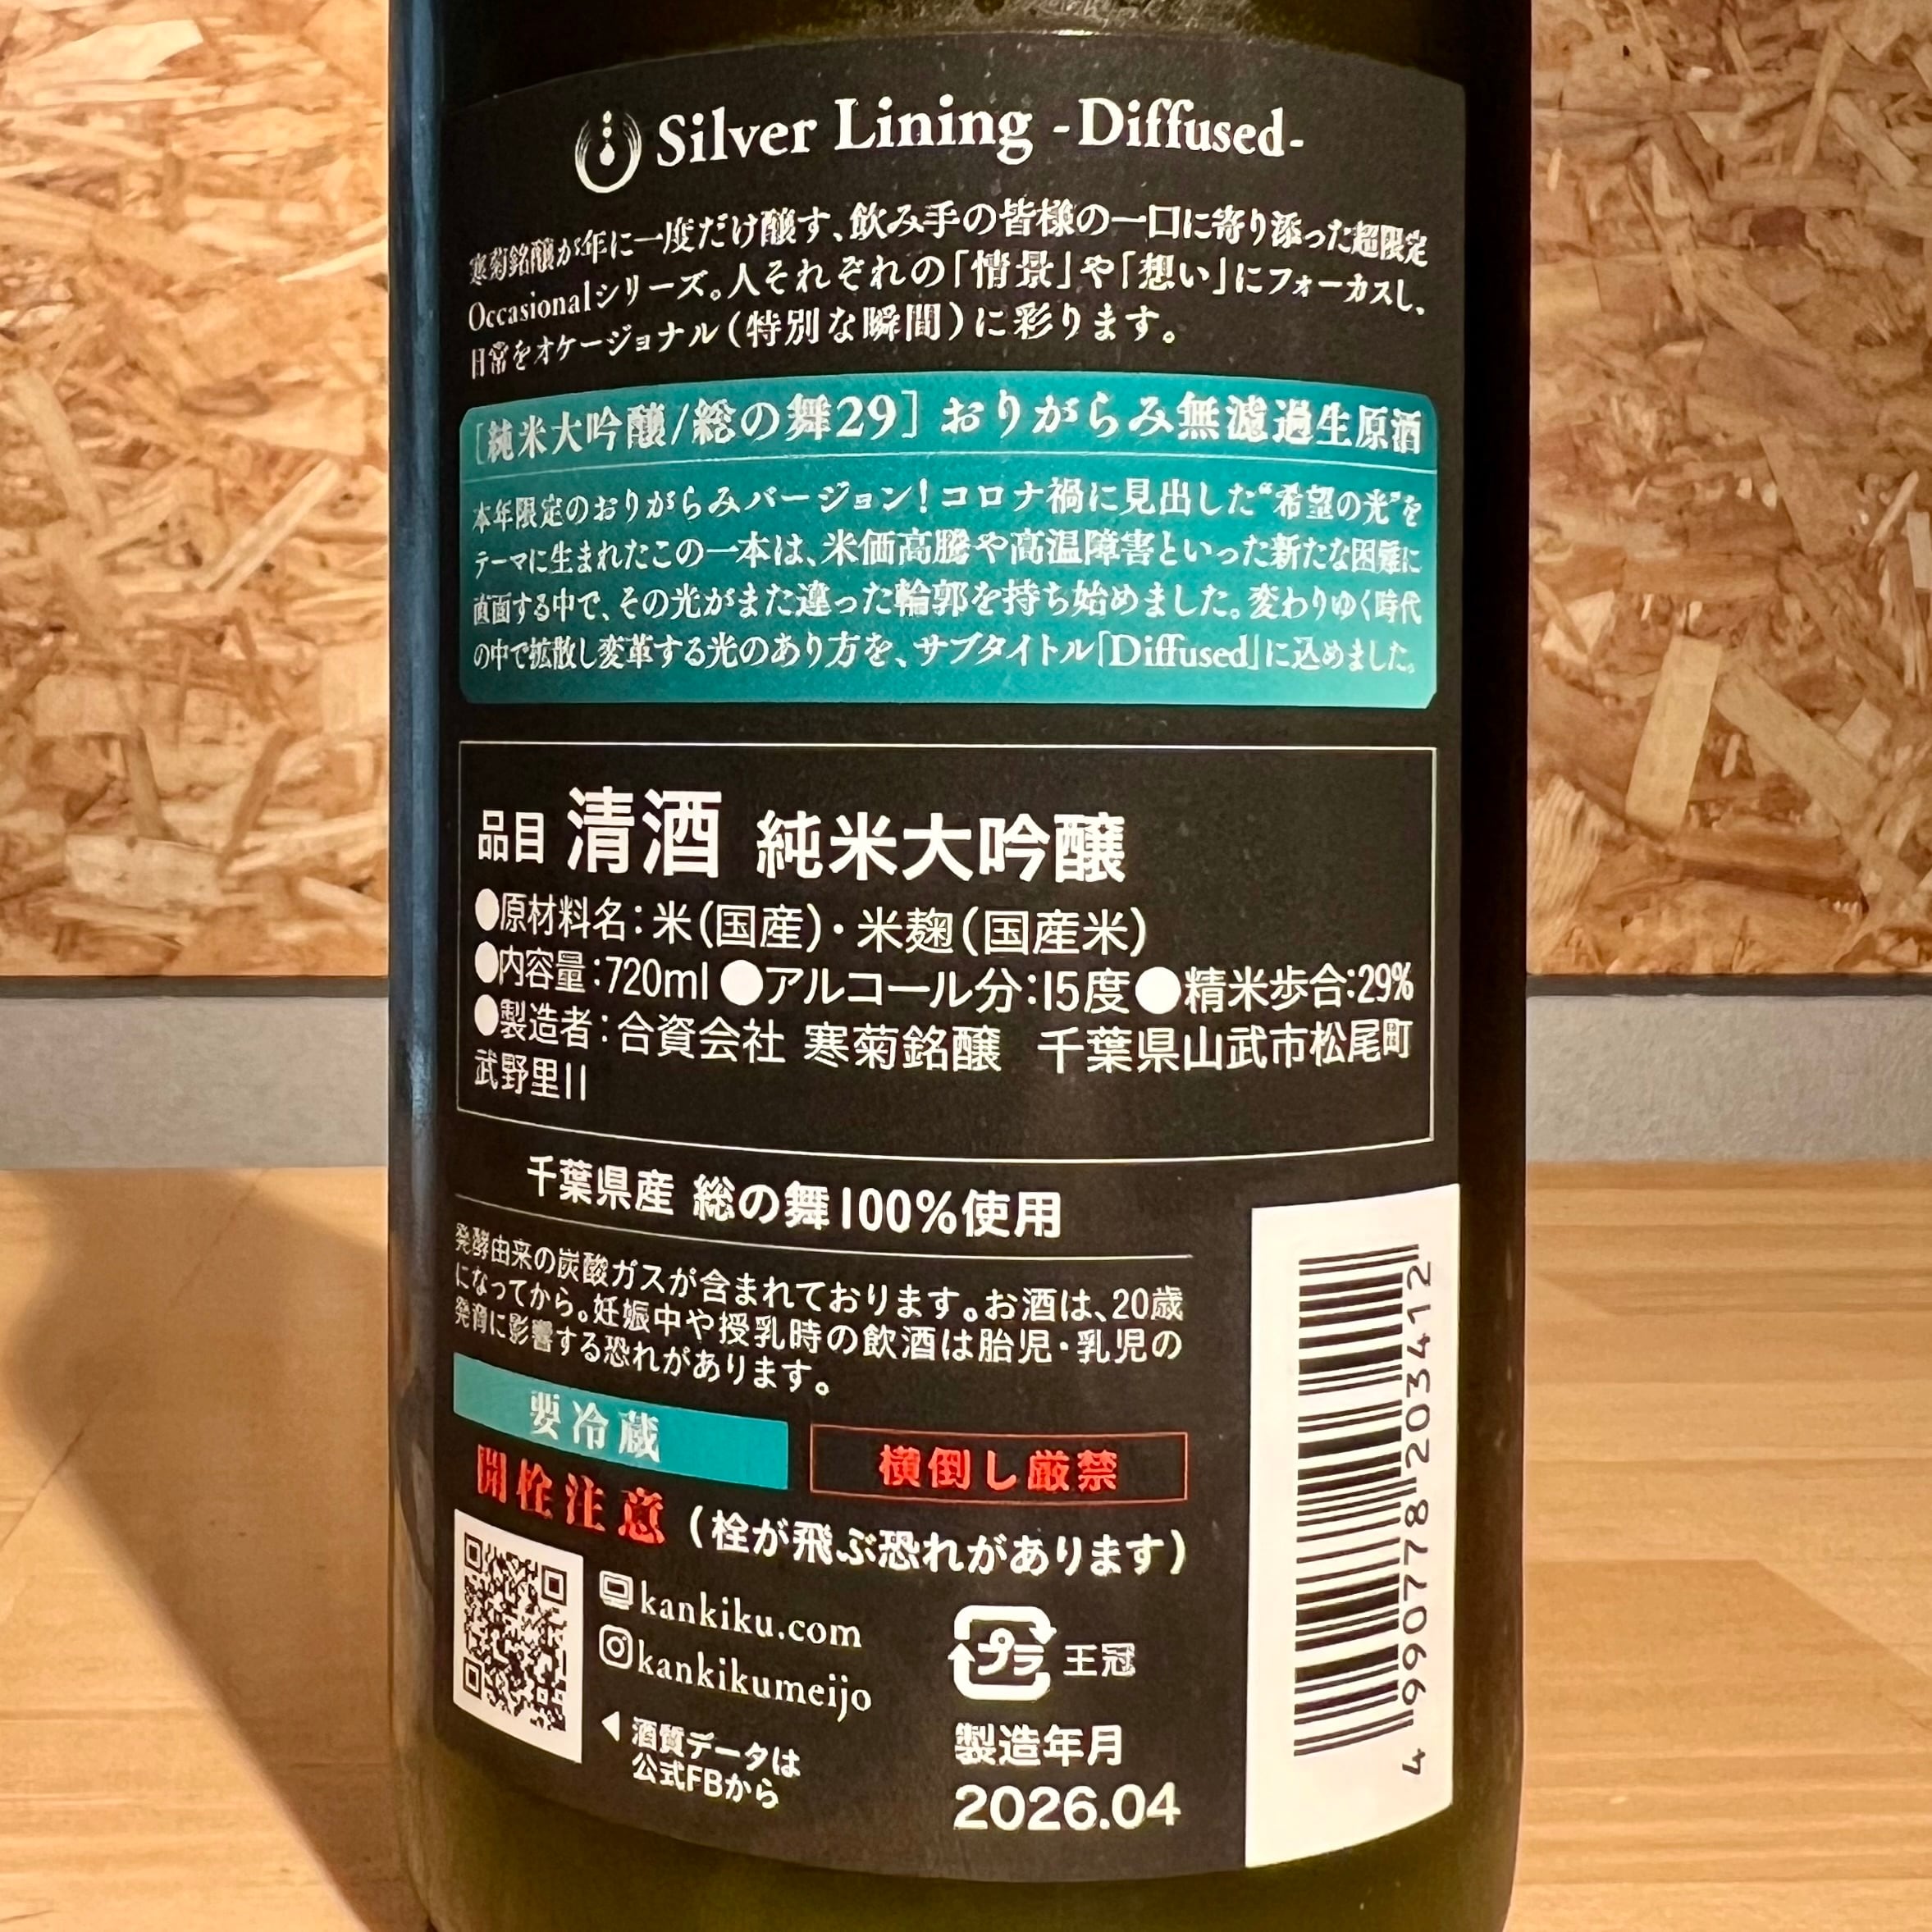 Silver Lining -Diffused-
寒菊銘醸が年に一度だけ醸す、飲み手の皆様の一口に寄り添った超限定
Occasionalシリーズ。人それぞれの「情景」や「想い」にフォーカスし、
日常をオケージョナル(特別な瞬間)に彩ります。
[純米大吟醸/総の舞29] おりがらみ無濾過生原酒
本年限定のおりがらみバージョン!コロナ禍に見出した“希望の光”を
テーマに生まれたこの一本は、米価高騰や高温障害といった新たな困難に
直面する中で、その光がまた違った輪郭を持ち始めました。変わりゆく時代
の中で拡散し変革する光のあり方を、サブタイトル「Diffused」に込めました。
品目 清酒 純米大吟醸
●原材料名:米(国産)・米麹(国産米)
●内容量:720ml ●アルコール分:15度 ●精米歩合:29%
●製造者:合資会社 寒菊銘醸 千葉県山武市松尾町
武野里11
千葉県産 総の舞100%使用
発酵由来の炭酸ガスが含まれております。お酒は、20歳
になってから。妊娠中や授乳時の飲酒は胎児・乳児の
発育に影響する恐れがあります。
要冷蔵
横倒し厳禁
開栓注意 (栓が飛ぶ恐れがあります)
kankiku.com
kankikumeijo
◀酒質データは
公式FBから
プラ 王冠
製造年月
2026.04
4 990778 203412